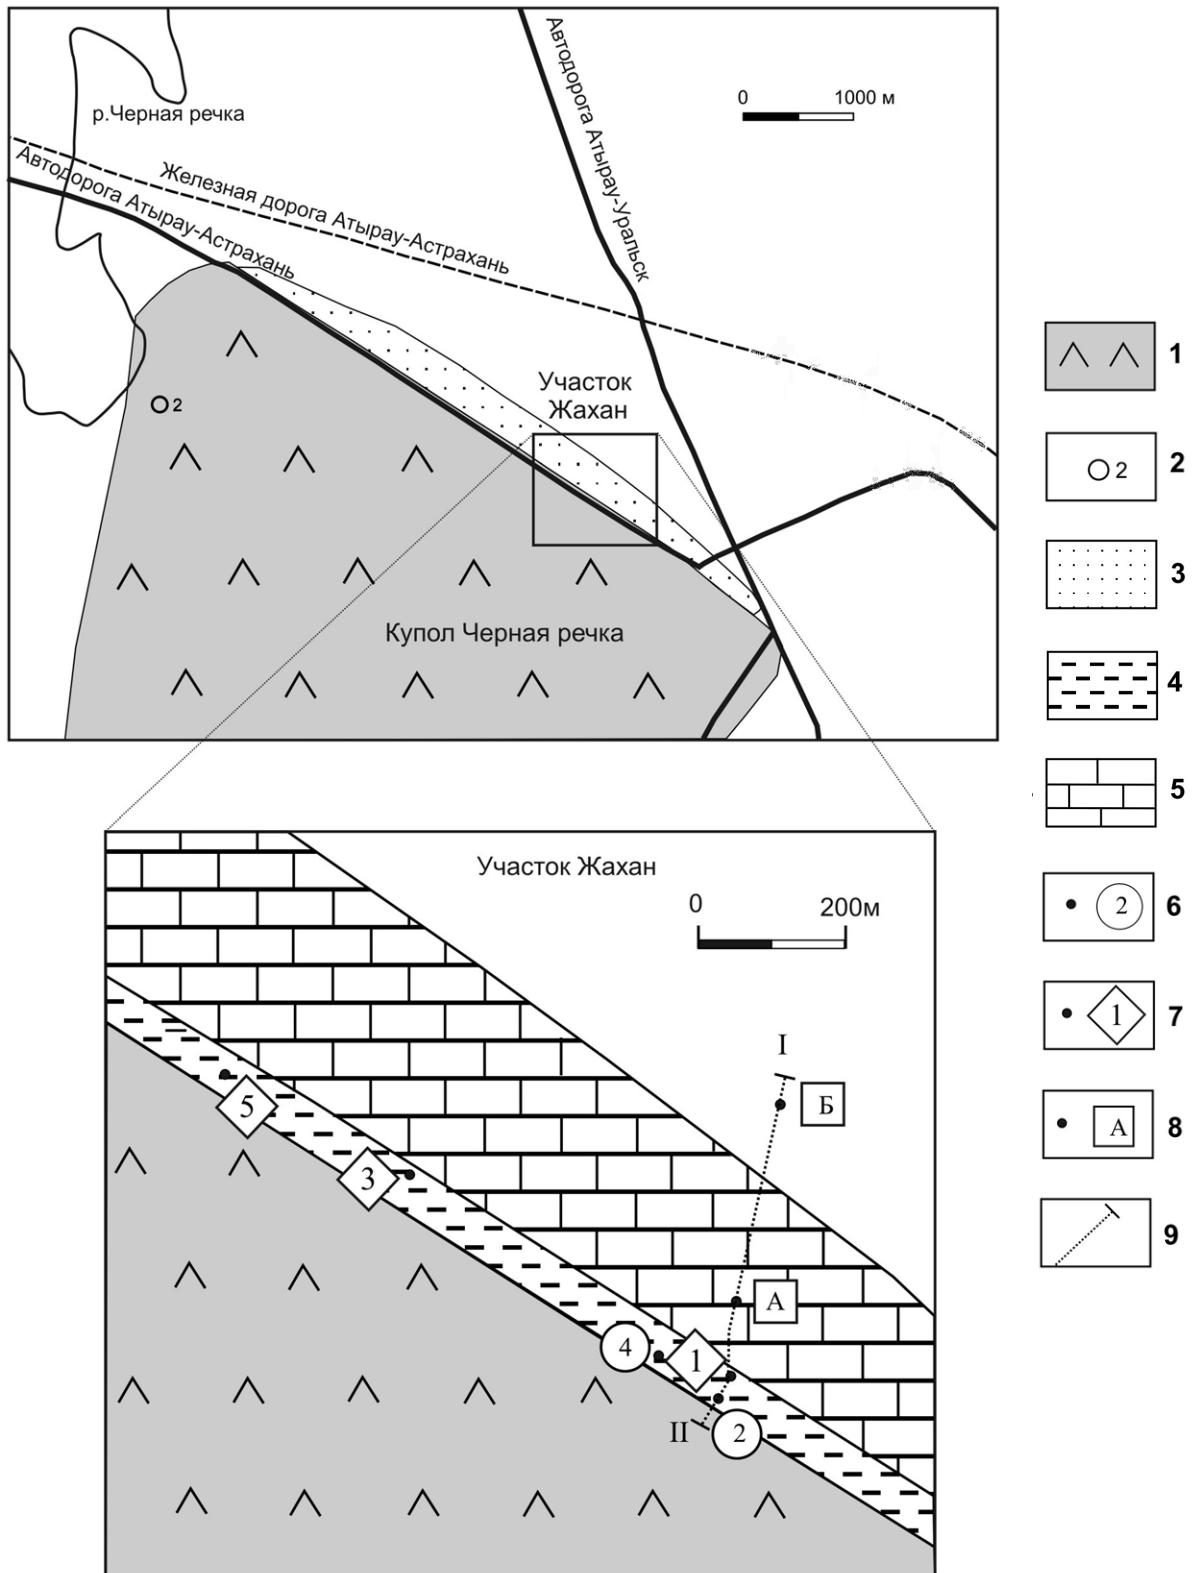 р.Черная речка
Автодорога Атырау-Уральск
0 1000 м
Железная дорога Атырау-Астрахань
Автодорога Атырау-Астрахань
Участок
Жахан
2
Купол Черная речка
1
2 2
3
4
5
2 6
1 7
А 8
9
Участок Жахан
0 200м
I
Б
5
3
А
4
1
II
2